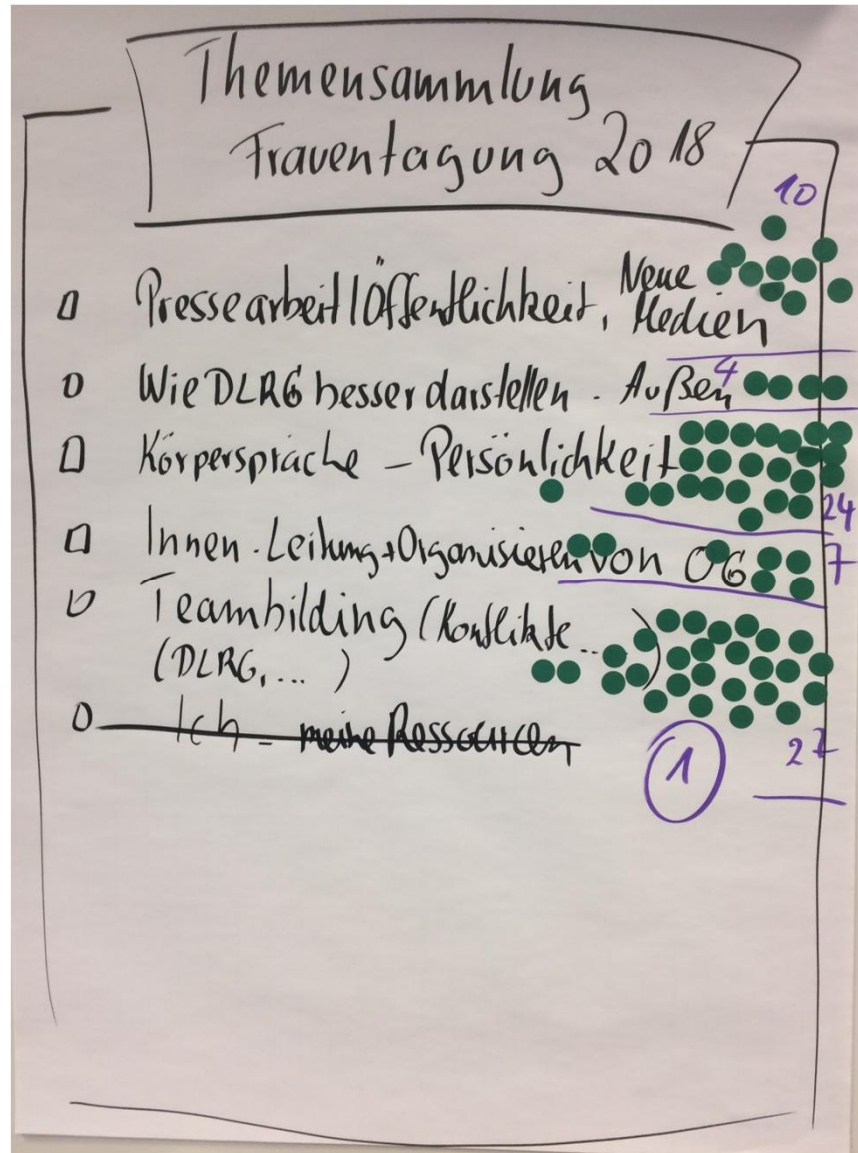 Themensammlung
Frauentagung 2018
10
Pressearbeit / Öffentlichkeit, Neue Medien
Wie DLRG besser darstellen - Außen 4
Körpersprache - Persönlichkeit
24
Innen - Leitung + Organisieren von OG 7
Teambilding (Konflikte ... )
(DLRG, ... )
Ich - meine Ressourcen
1 27